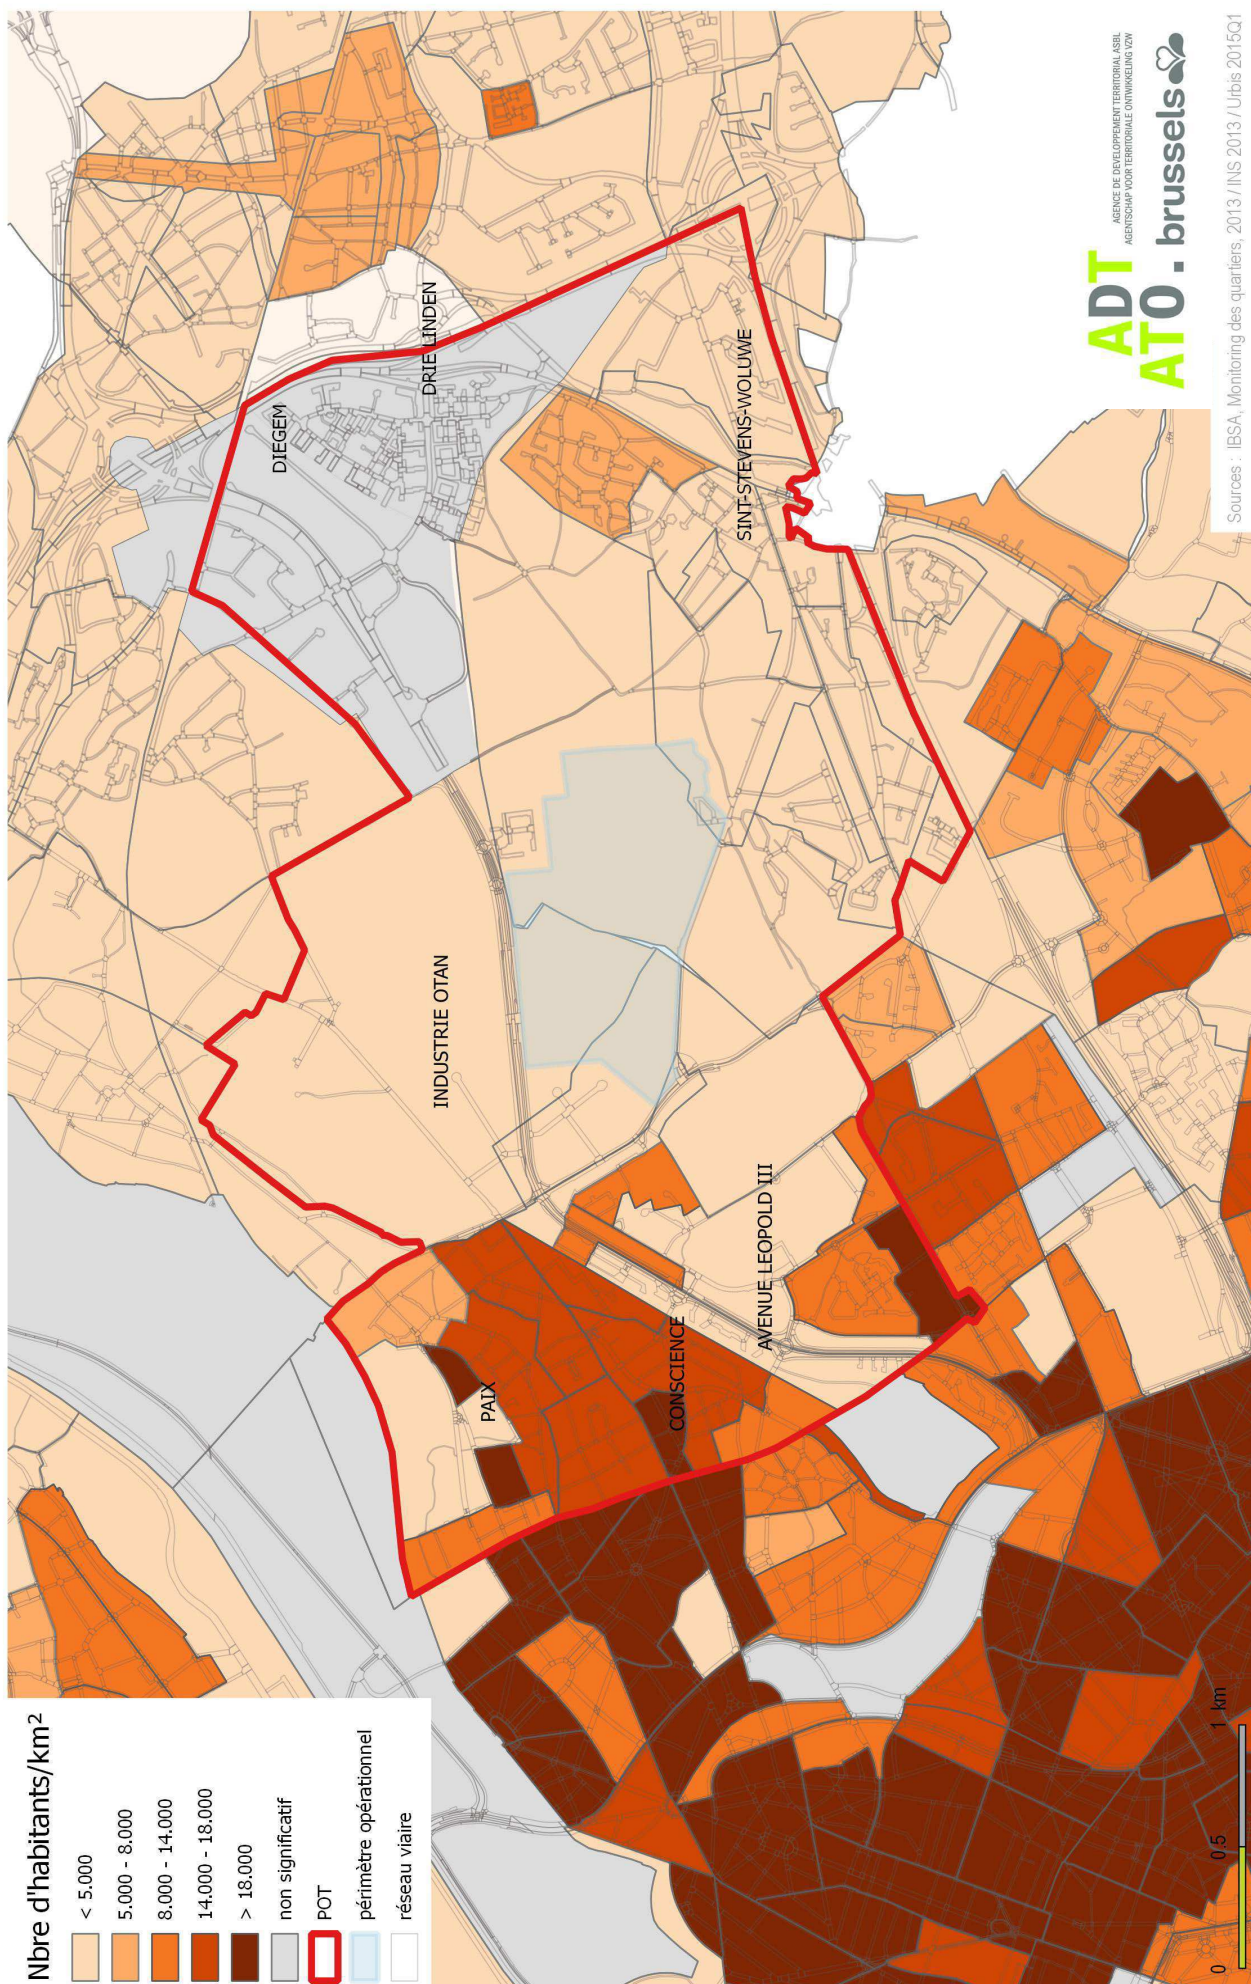 Nbre d'habitants/km²
< 5.000
5.000 - 8.000
8.000 - 14.000
14.000 - 18.000
> 18.000
non significatif
POT
périmètre opérationnel
réseau viaire
DIEGEM
DRIE LINDEN
INDUSTRIE OTAN
SINT-STEVENS-WOLUWE
PAIX
CONSCIENCE
AVENUE LEOPOLD III
0 0.5 1 km
ADT
ATO.brussels
AGENCE DE DEVELOPPEMENT TERRITORIAL ASBL
AGENTSCHAP VOOR TERRITORIALE ONTWIKKELING VZW
Sources : IBSA, Monitoring des quartiers, 2013 / INS 2013 / Urbis 2015Q1